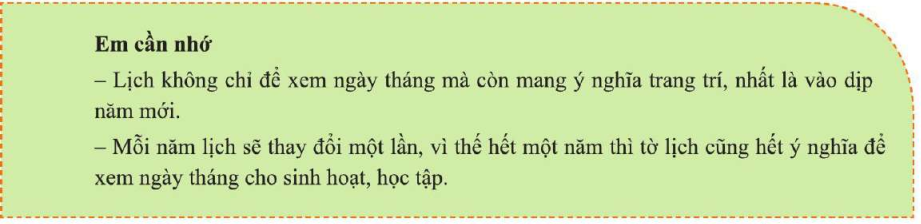 Em cần nhớ
– Lịch không chỉ để xem ngày tháng mà còn mang ý nghĩa trang trí, nhất là vào dịp
năm mới.
– Mỗi năm lịch sẽ thay đổi một lần, vì thế hết một năm thì tờ lịch cũng hết ý nghĩa để
xem ngày tháng cho sinh hoạt, học tập.